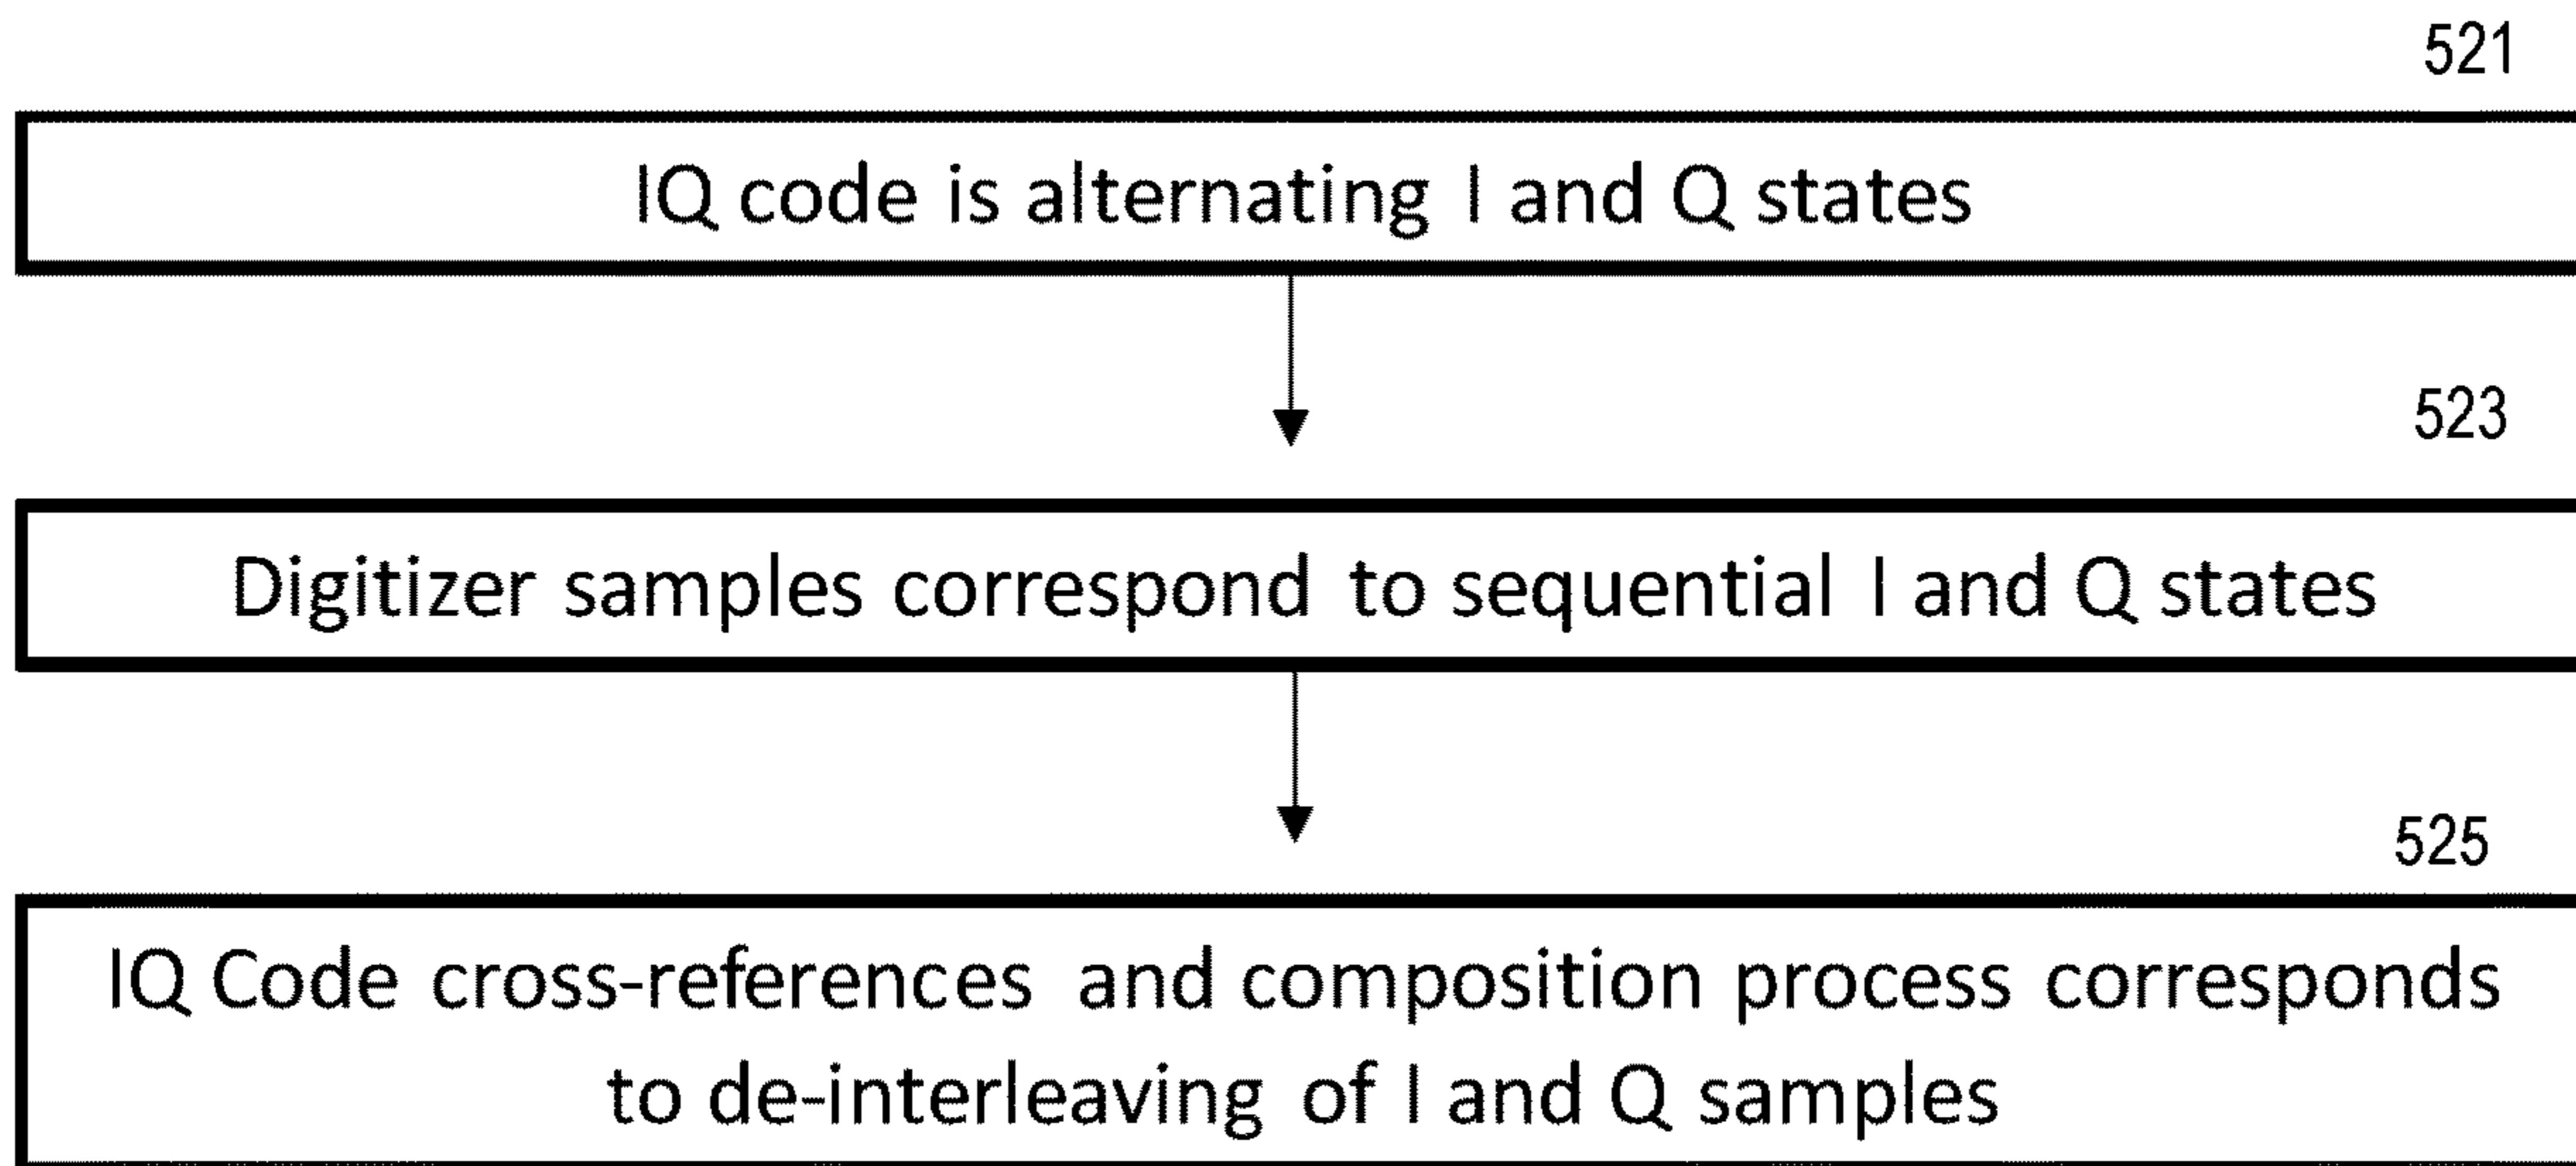 521
IQ code is alternating I and Q states
523
Digitizer samples correspond to sequential I and Q states
525
IQ Code cross-references and composition process corresponds
to de-interleaving of I and Q samples